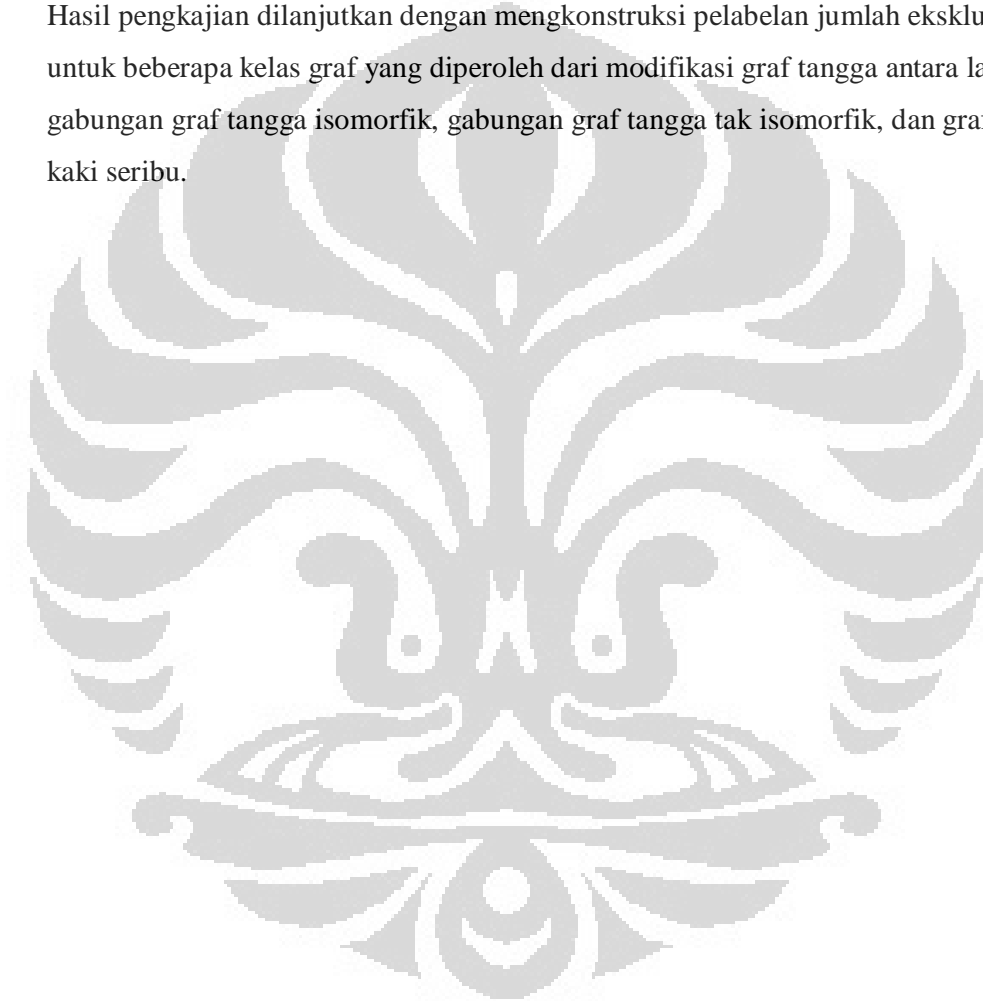 Hasil pengkajian dilanjutkan dengan mengkonstruksi pelabelan jumlah
untuk beberapa kelas graf yang diperoleh dari modifikasi graf tangga antara
gabungan graf tangga isomorfik, gabungan graf tangga tak isomorfik, dan graf
kaki seribu.